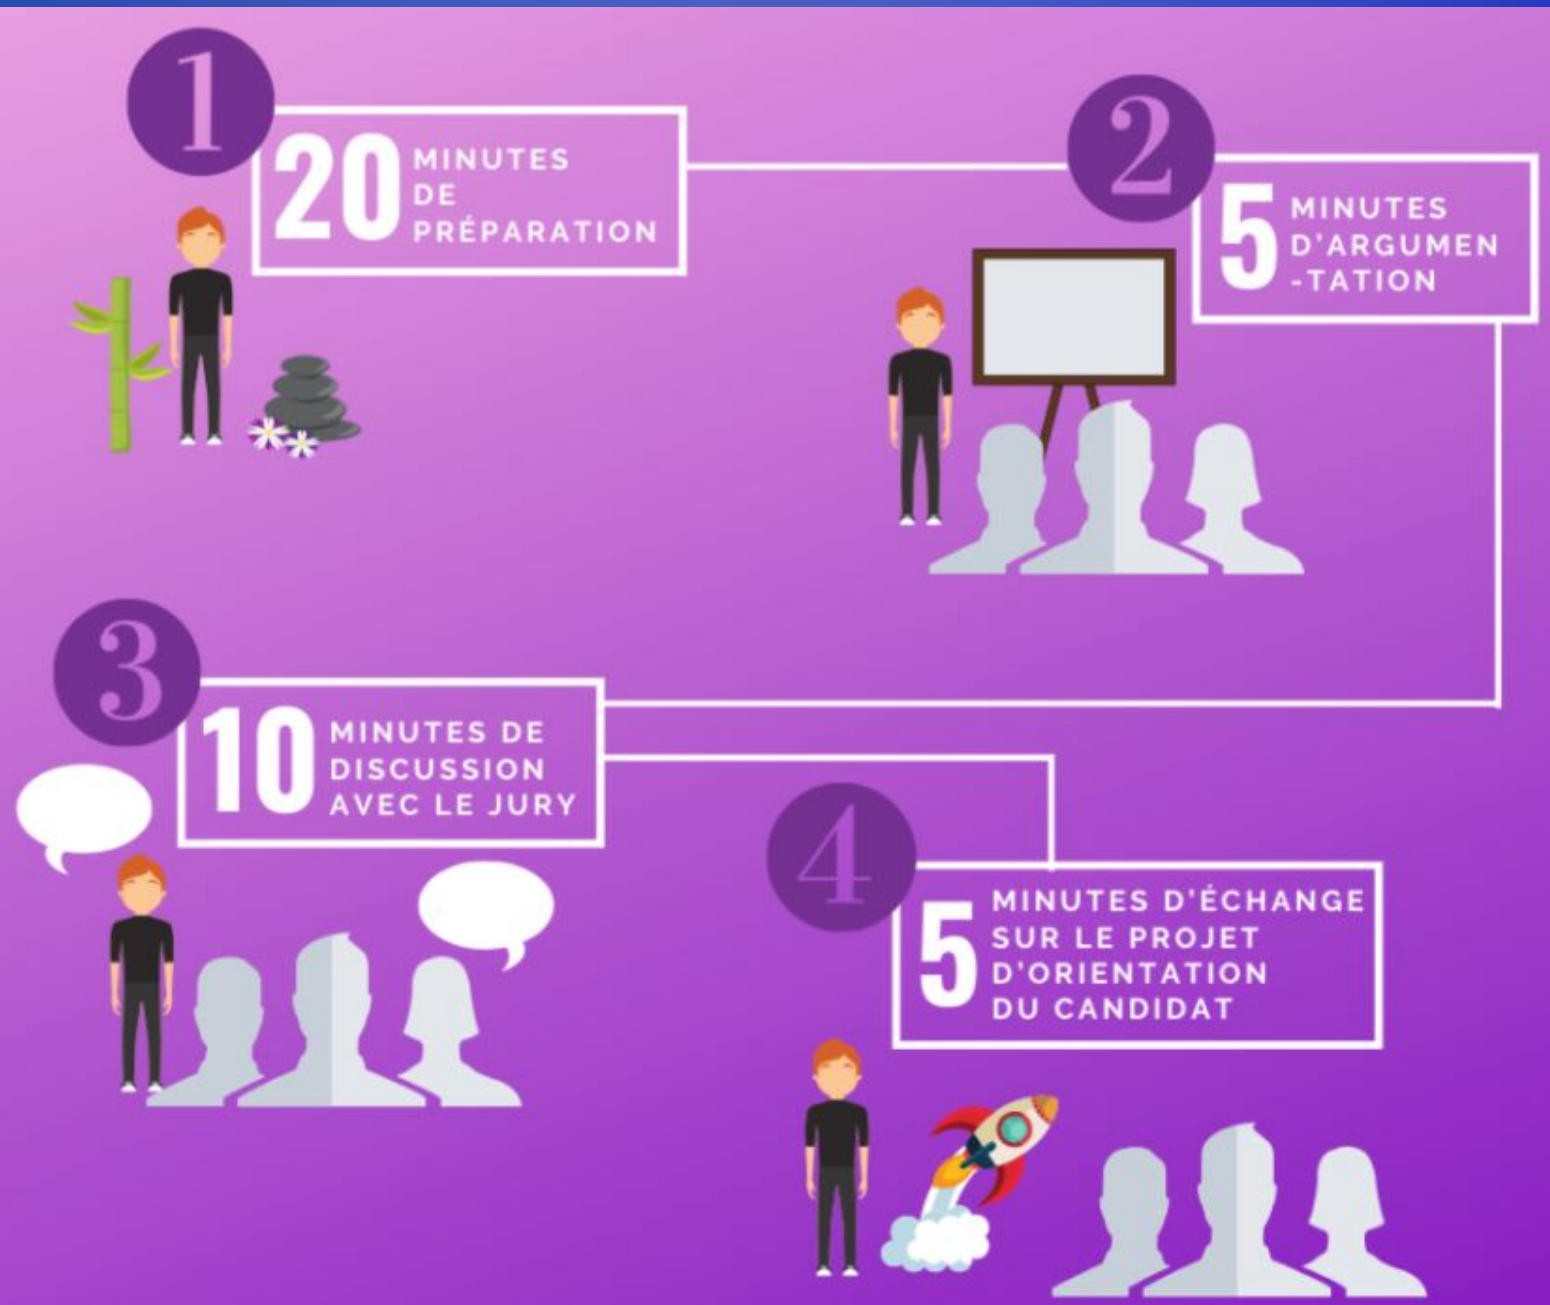 1
20 MINUTES
DE
PRÉPARATION
2
5 MINUTES
D'ARGUMEN
-TATION
3
10 MINUTES DE
DISCUSSION
AVEC LE JURY
4
5 MINUTES D'ÉCHANGE
SUR LE PROJET
D'ORIENTATION
DU CANDIDAT